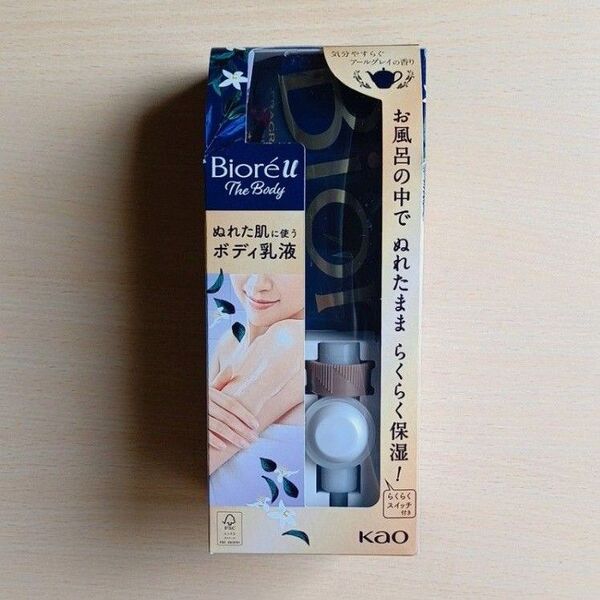 気分やすらぐ
アールグレイの香り
Bioré u
The Body
ぬれた肌に使う
ボディ乳液
Bior
お風呂の中で ぬれたまま らくらく保湿!
らくらく
スイッチ
付き
FSC
Kao